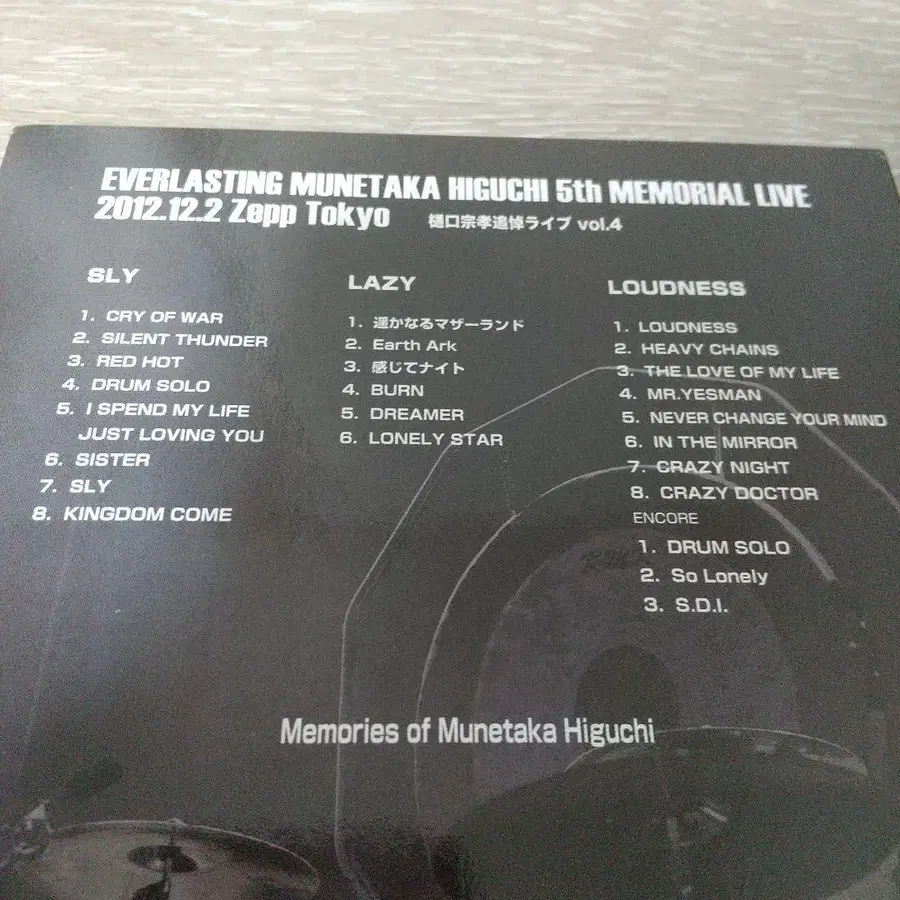 EVERLASTING MUNETAKA HIGUCHI 5th MEMORIAL LIVE
2012.12.2 Zepp Tokyo 樋口宗孝追悼ライブ vol.4
SLY
1. CRY OF WAR
2. SILENT THUNDER
3. RED HOT
4. DRUM SOLO
5. I SPEND MY LIFE
JUST LOVING YOU
6. SISTER
7. SLY
8. KINGDOM COME
LAZY
1. 遥かなるマザーランド
2. Earth Ark
3. 感じてナイト
4. BURN
5. DREAMER
6. LONELY STAR
LOUDNESS
1. LOUDNESS
2. HEAVY CHAINS
3. THE LOVE OF MY LIFE
4. MR.YESMAN
5. NEVER CHANGE YOUR MIND
6. IN THE MIRROR
7. CRAZY NIGHT
8. CRAZY DOCTOR
ENCORE
1. DRUM SOLO
2. So Lonely
3. S.D.I.
Memories of Munetaka Higuchi